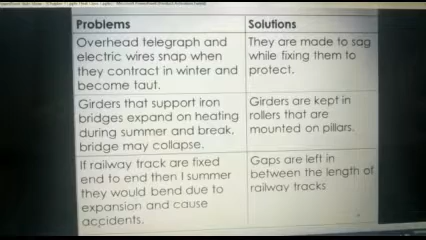 Problems
Solutions
Overhead telegraph and
electric wires snap when
they contract in winter and
become taut.
They are made to sag
while fixing them to
protect.
Girders that support iron
bridges expand on heating
during summer and break,
bridge may collapse.
Girders are kept in
rollers that are
mounted on pillars.
If railway track are fixed
end to end then I summer
they would bend due to
expansion and cause
accidents.
Gaps are left in
between the length of
railway tracks